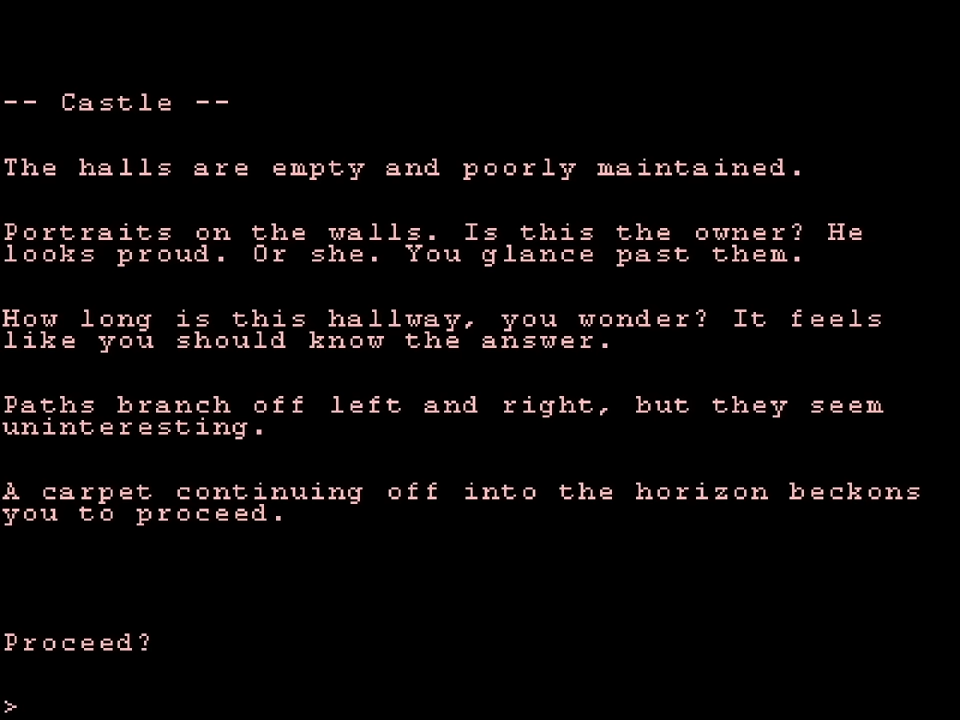 -- Castle --
The halls are empty and poorly maintained.
Portraits on the walls. Is this the owner? He
looks proud. Or she. You glance past them.
How long is this hallway, you wonder? It feels
like you should know the answer.
Paths branch off left and right, but they seem
uninteresting.
A carpet continuing off into the horizon beckons
you to proceed.
Proceed?
>